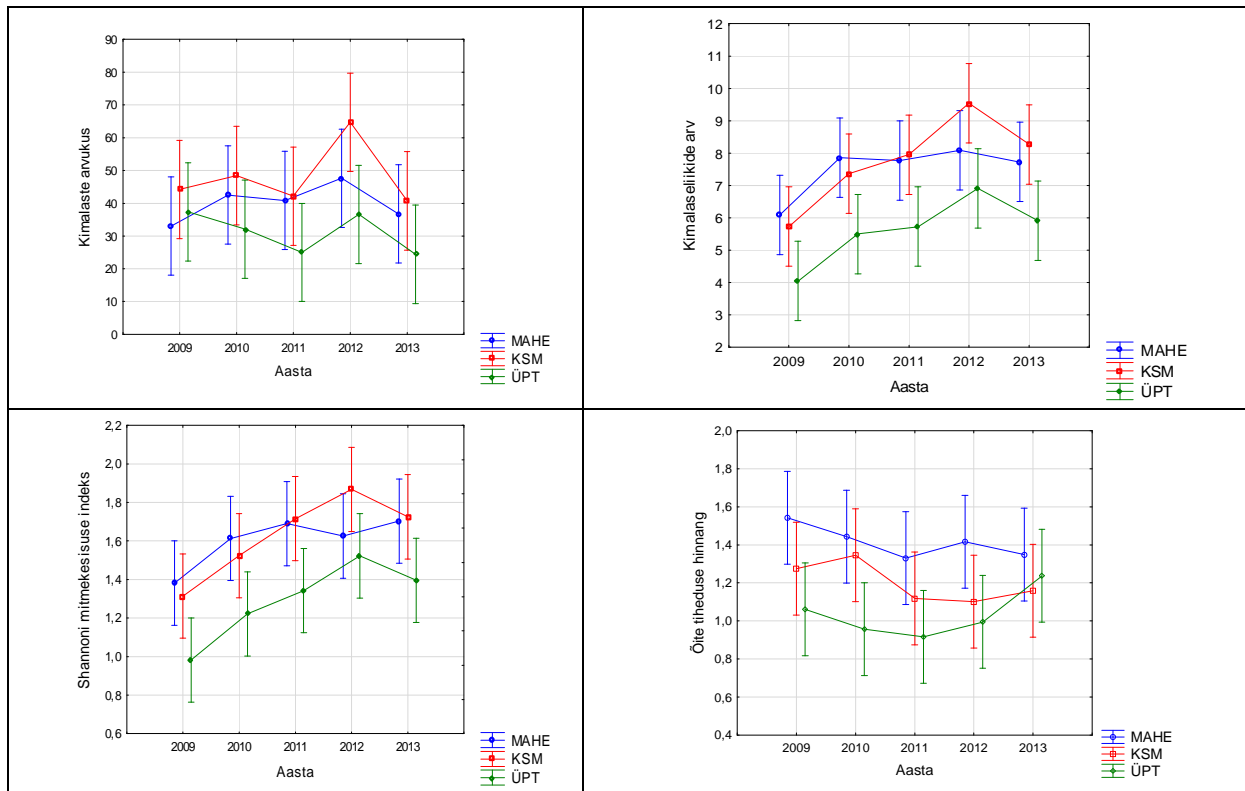 Kimalaste arvukus
90
80
70
60
50
40
30
20
10
0
2009 2010 2011 2012 2013
Aasta
MAHE
KSM
ÜPT
Kimalaseliikide arv
12
11
10
9
8
7
6
5
4
3
2
2009 2010 2011 2012 2013
Aasta
MAHE
KSM
ÜPT
Shannoni mitmekesisuse indeks
2,2
2,0
1,8
1,6
1,4
1,2
1,0
0,8
0,6
2009 2010 2011 2012 2013
Aasta
MAHE
KSM
ÜPT
Õite tiheduse hinnang
2,0
1,8
1,6
1,4
1,2
1,0
0,8
0,6
0,4
2009 2010 2011 2012 2013
Aasta
MAHE
KSM
ÜPT